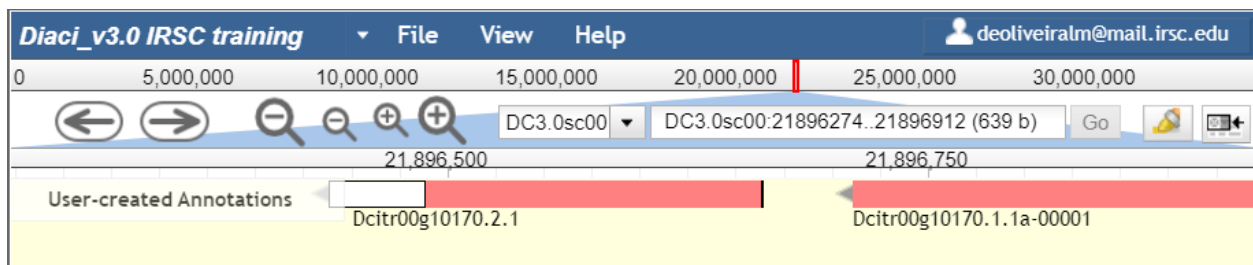 Diaci_v3.0 IRSC training File View Help deoliveiralm@mail.irsc.edu
0 5,000,000 10,000,000 15,000,000 20,000,000 25,000,000 30,000,000
DC3.0sc00 DC3.0sc00:21896274..21896912 (639 b) Go
21,896,500 21,896,750
User-created Annotations
Dcitr00g10170.2.1 Dcitr00g10170.1.1a-00001